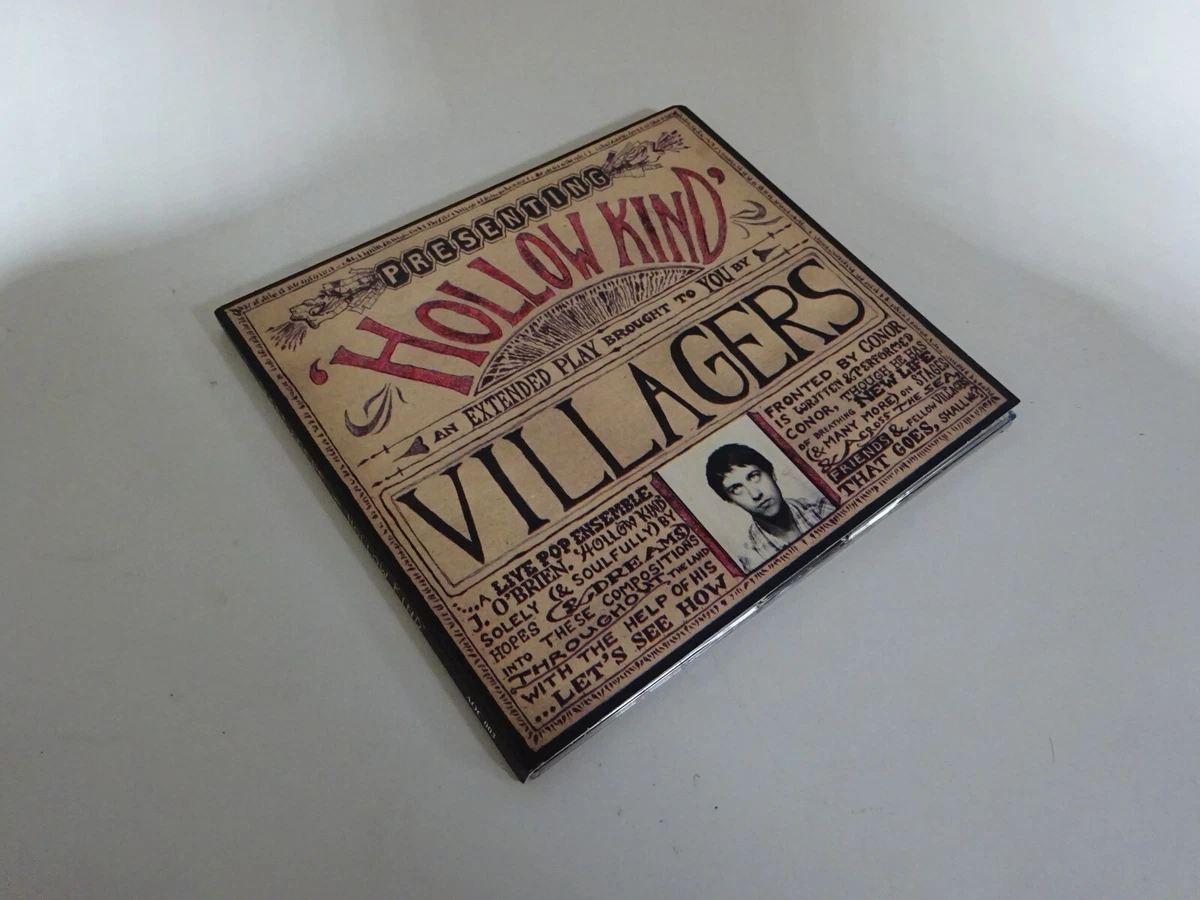 PRESENTING
'HOLLOW KIND'
AN EXTENDED PLAY BROUGHT TO YOU BY
VILLAGERS
....A LIVE POP ENSEMBLE FRONTED BY CONOR
J. O'BRIEN. 'HOLLOW KIND' IS WRITTEN & PERFORMED
SOLELY (& SOULFULLY) BY CONOR, THOUGH HE HAS
HOPES (& DREAMS) OF BREATHING NEW LIFE
INTO THESE COMPOSITIONS (& MANY MORE) ON STAGES
THROUGHOUT THE LAND & ACROSS THE SEA
WITH THE HELP OF HIS FRIENDS & FELLOW
...LET'S SEE HOW THAT GOES, SHALL WE
KIND'